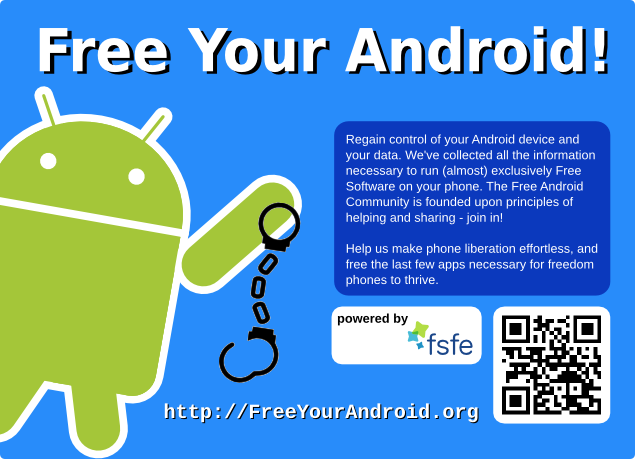 Free Your Android!
Regain control of your Android device and
your data. We've collected all the information
necessary to run (almost) exclusively Free
Software on your phone. The Free Android
Community is founded upon principles of
helping and sharing - join in!
Help us make phone liberation effortless, and
free the last few apps necessary for freedom
phones to thrive.
powered by
fsfe
http://FreeYourAndroid.org